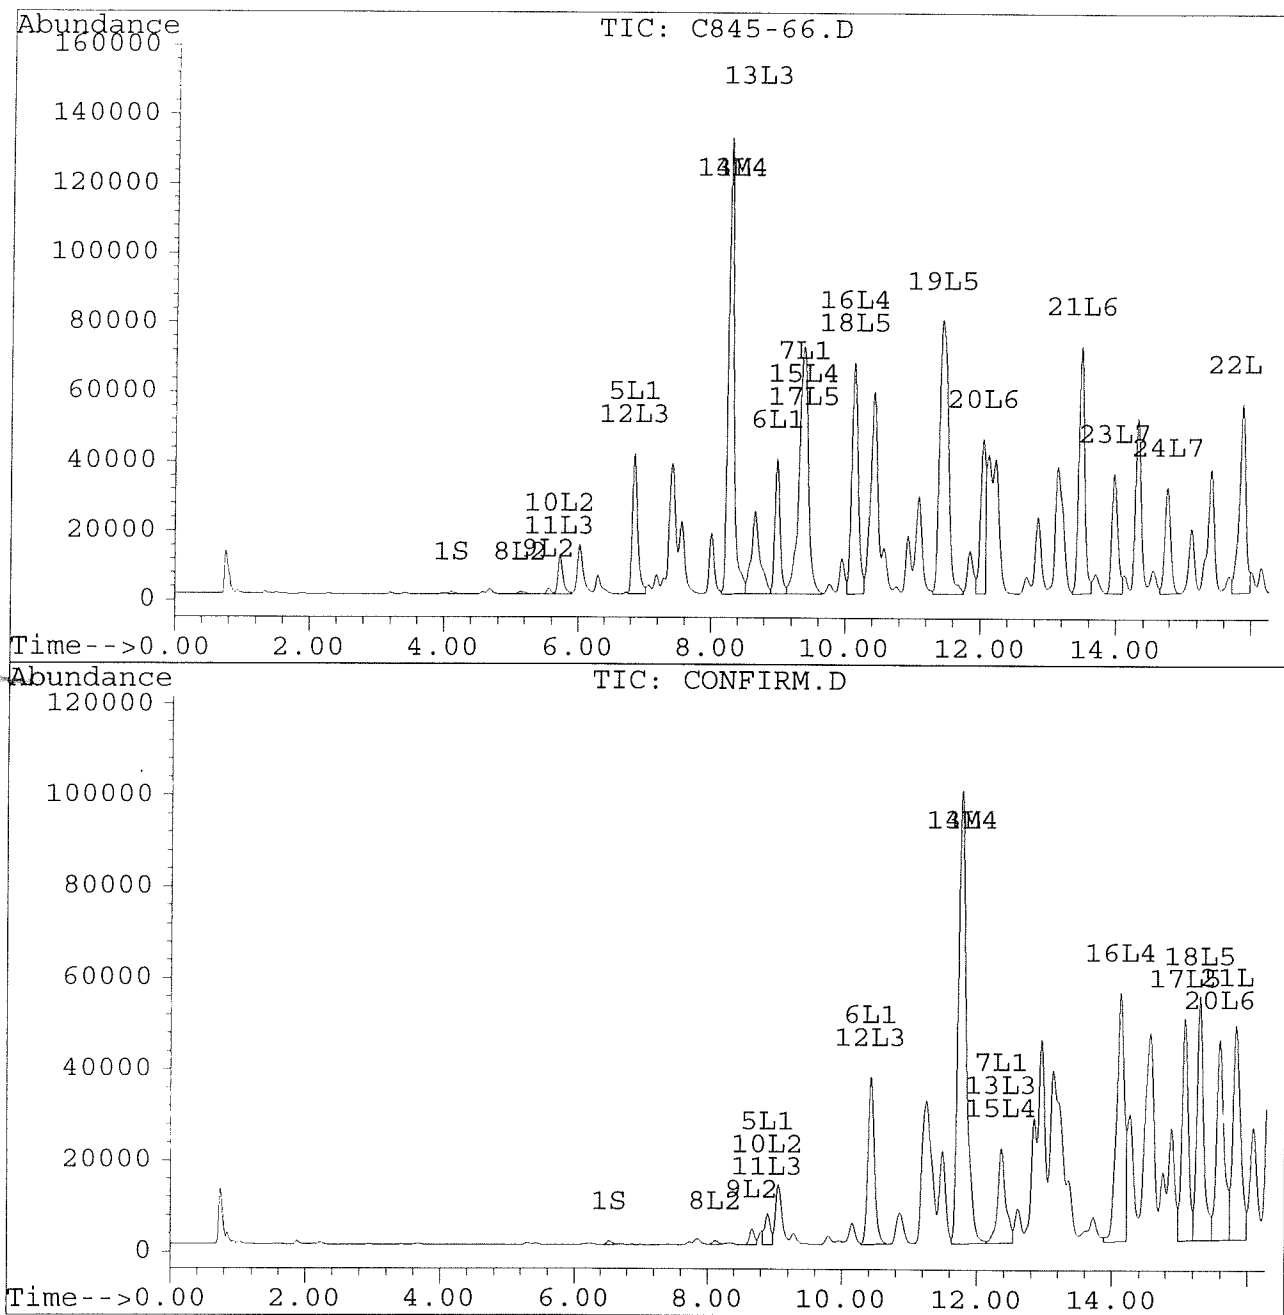 Abundance
TIC: C845-66.D
160000
13L3
140000
120000
100000
19L5
80000
16L4
18L5
21L6
7L1
15L4
17L5
22L
60000
5L1
12L3
6L1
20L6
40000
23L7
24L7
10L2
11L3
9L2
20000
1S
8L2
0
Time-->0.00 2.00 4.00 6.00 8.00 10.00 12.00 14.00
Abundance
TIC: CONFIRM.D
120000
100000
80000
16L4
18L5
17L5
21L
20L6
60000
6L1
12L3
40000
7L1
13L3
15L4
5L1
10L2
11L3
9L2
20000
1S
8L2
0
Time-->0.00 2.00 4.00 6.00 8.00 10.00 12.00 14.00